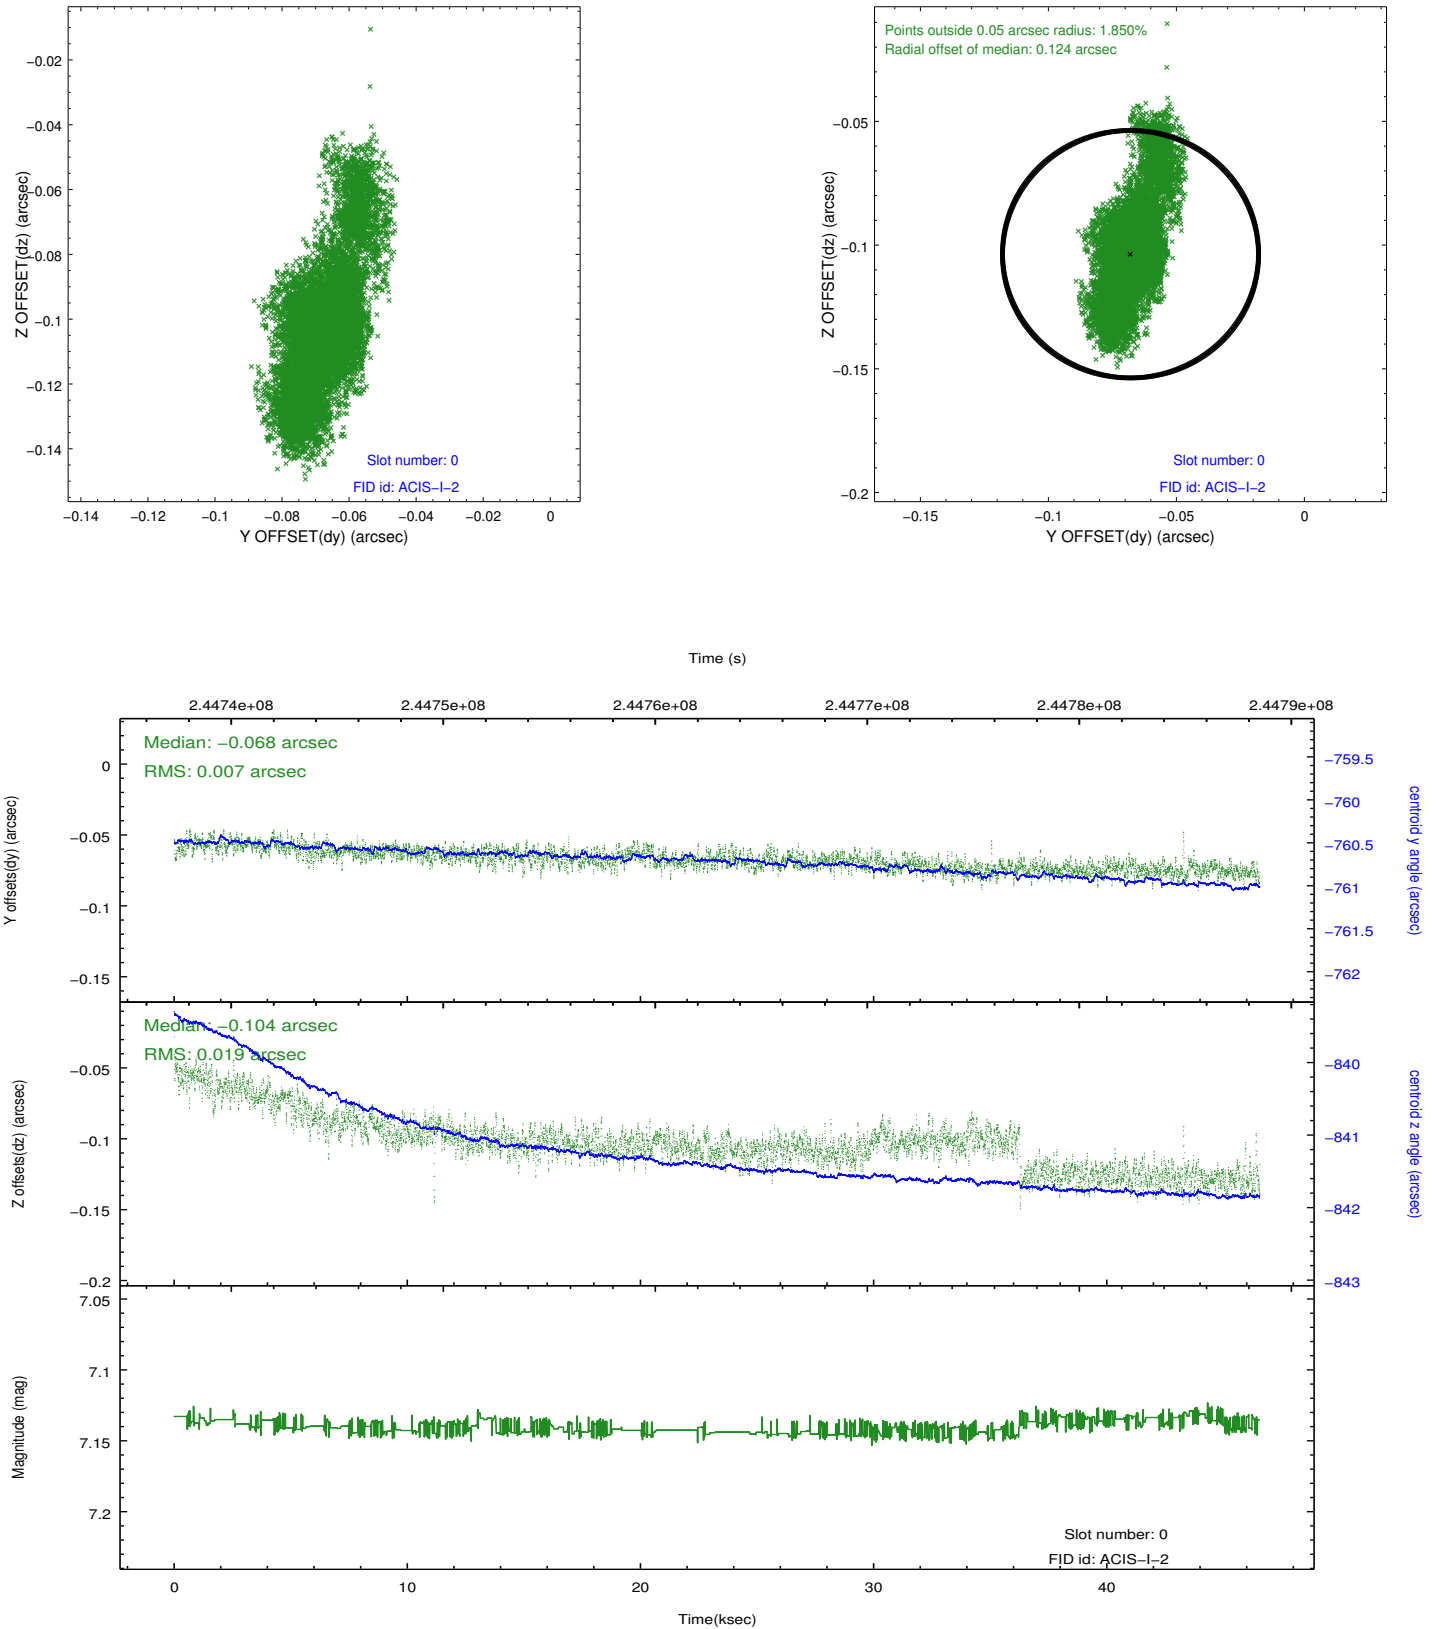 −0.02
−0.04
−0.06
−0.08
−0.1
−0.12
−0.14
Z OFFSET(dz) (arcsec)
Slot number: 0
FID id: ACIS−I−2
−0.14 −0.12 −0.1 −0.08 −0.06 −0.04 −0.02 0
Y OFFSET(dy) (arcsec)
Points outside 0.05 arcsec radius: 1.850%
Radial offset of median: 0.124 arcsec
−0.05
−0.1
−0.15
−0.2
Z OFFSET(dz) (arcsec)
Slot number: 0
FID id: ACIS−I−2
−0.15 −0.1 −0.05 0
Y OFFSET(dy) (arcsec)
Time (s)
2.4474e+08 2.4475e+08 2.4476e+08 2.4477e+08 2.4478e+08 2.4479e+08
Median: −0.068 arcsec
RMS: 0.007 arcsec
0
−0.05
−0.1
−0.15
Y offsets(dy) (arcsec)
−759.5
−760
−760.5
−761
−761.5
−762
centroid y angle (arcsec)
Median: −0.104 arcsec
RMS: 0.019 arcsec
−0.05
−0.1
−0.15
−0.2
Z offsets(dz) (arcsec)
−840
−841
−842
−843
centroid z angle (arcsec)
7.05
7.1
7.15
7.2
Magnitude (mag)
Slot number: 0
FID id: ACIS−I−2
0 10 20 30 40
Time(ksec)